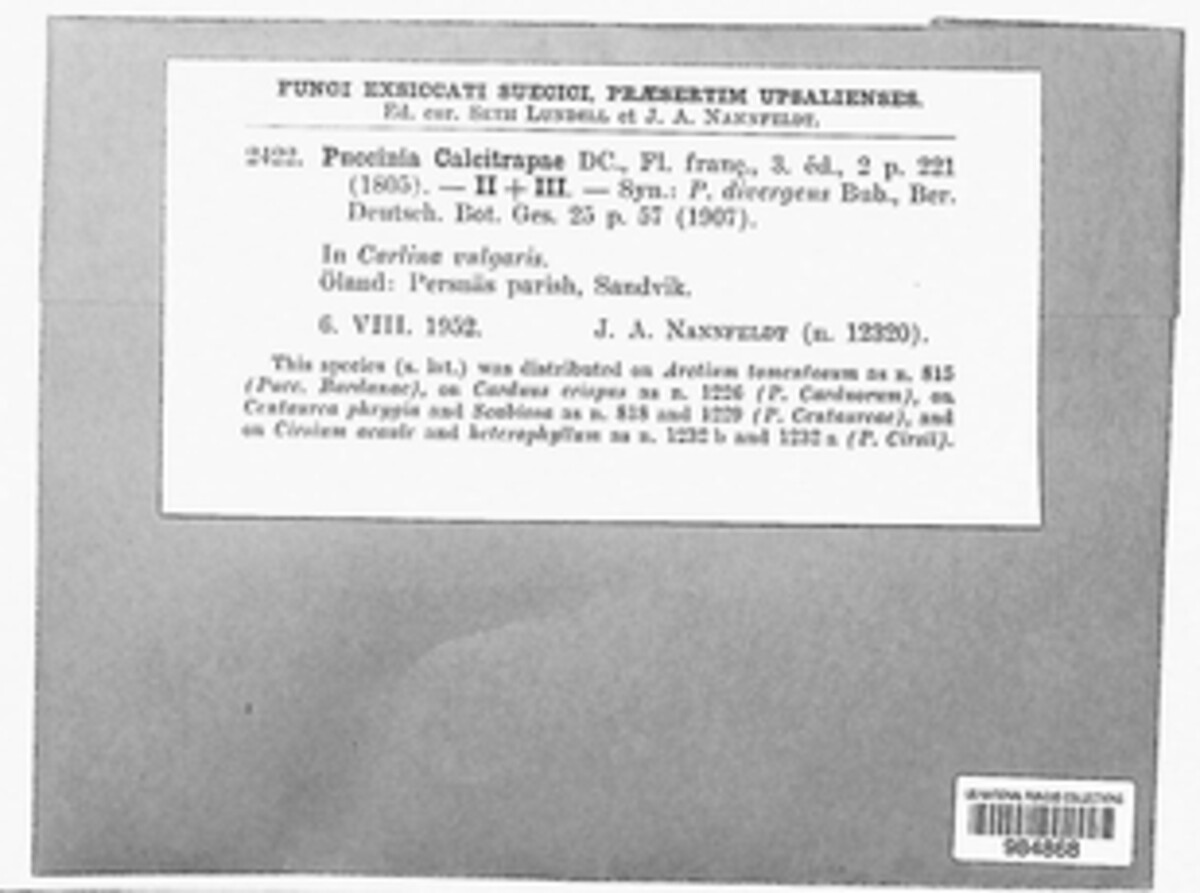 FUNGI EXSICCATI SUECICI, PRÆSERTIM UPSALIENSES.
Ed. cur. SETH LUNDELL et J. A. NANNFELDT.
2422. Puccinia Calcitrapae DC., Fl. franç., 3. éd., 2 p. 221
(1805). — II + III. — Syn.: P. divergens Bub., Ber.
Deutsch. Bot. Ges. 25 p. 57 (1907).
In Carlina vulgaris.
Öland: Persnäs parish, Sandvik.
6. VIII. 1952. J. A. NANNFELDT (n. 12320).
This species (s. lat.) was distributed on Arctium tomentosum as n. 815
(Pucc. Bardanae), on Carduus crispus as n. 1226 (P. Carduorum), on
Centaurea phrygia and Scabiosa as n. 818 and 1229 (P. Centaureae), and
on Cirsium acaule and heterophyllum as n. 1232 b and 1232 a (P. Cirsii).
US NATIONAL FUNGUS COLLECTIONS
984868